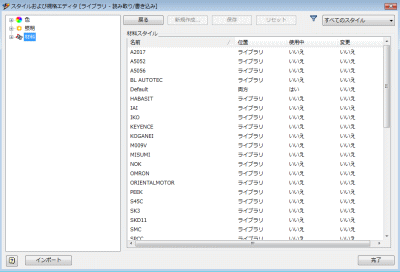 スタイルおよび規格エディタ [ライブラリ - 読み取り/書き込み]
色
照明
材料
戻る 新規作成... 保存 リセット すべてのスタイル
材料スタイル
名前 位置 使用中 変更
A2017 ライブラリ いいえ いいえ
A5052 ライブラリ いいえ いいえ
A5056 ライブラリ いいえ いいえ
BL AUTOTEC ライブラリ いいえ いいえ
Default 両方 はい いいえ
HABASIT ライブラリ いいえ いいえ
IAI ライブラリ いいえ いいえ
IKO ライブラリ いいえ いいえ
KEYENCE ライブラリ いいえ いいえ
KOGANEI ライブラリ いいえ いいえ
M009V ライブラリ いいえ いいえ
MISUMI ライブラリ いいえ いいえ
NOK ライブラリ いいえ いいえ
OMRON ライブラリ いいえ いいえ
ORIENTALMOTOR ライブラリ いいえ いいえ
PEEK ライブラリ いいえ いいえ
S45C ライブラリ いいえ いいえ
SK3 ライブラリ いいえ いいえ
SKD11 ライブラリ いいえ いいえ
SMC ライブラリ いいえ いいえ
SPCC ライブラリ いいえ いいえ
インポート 完了